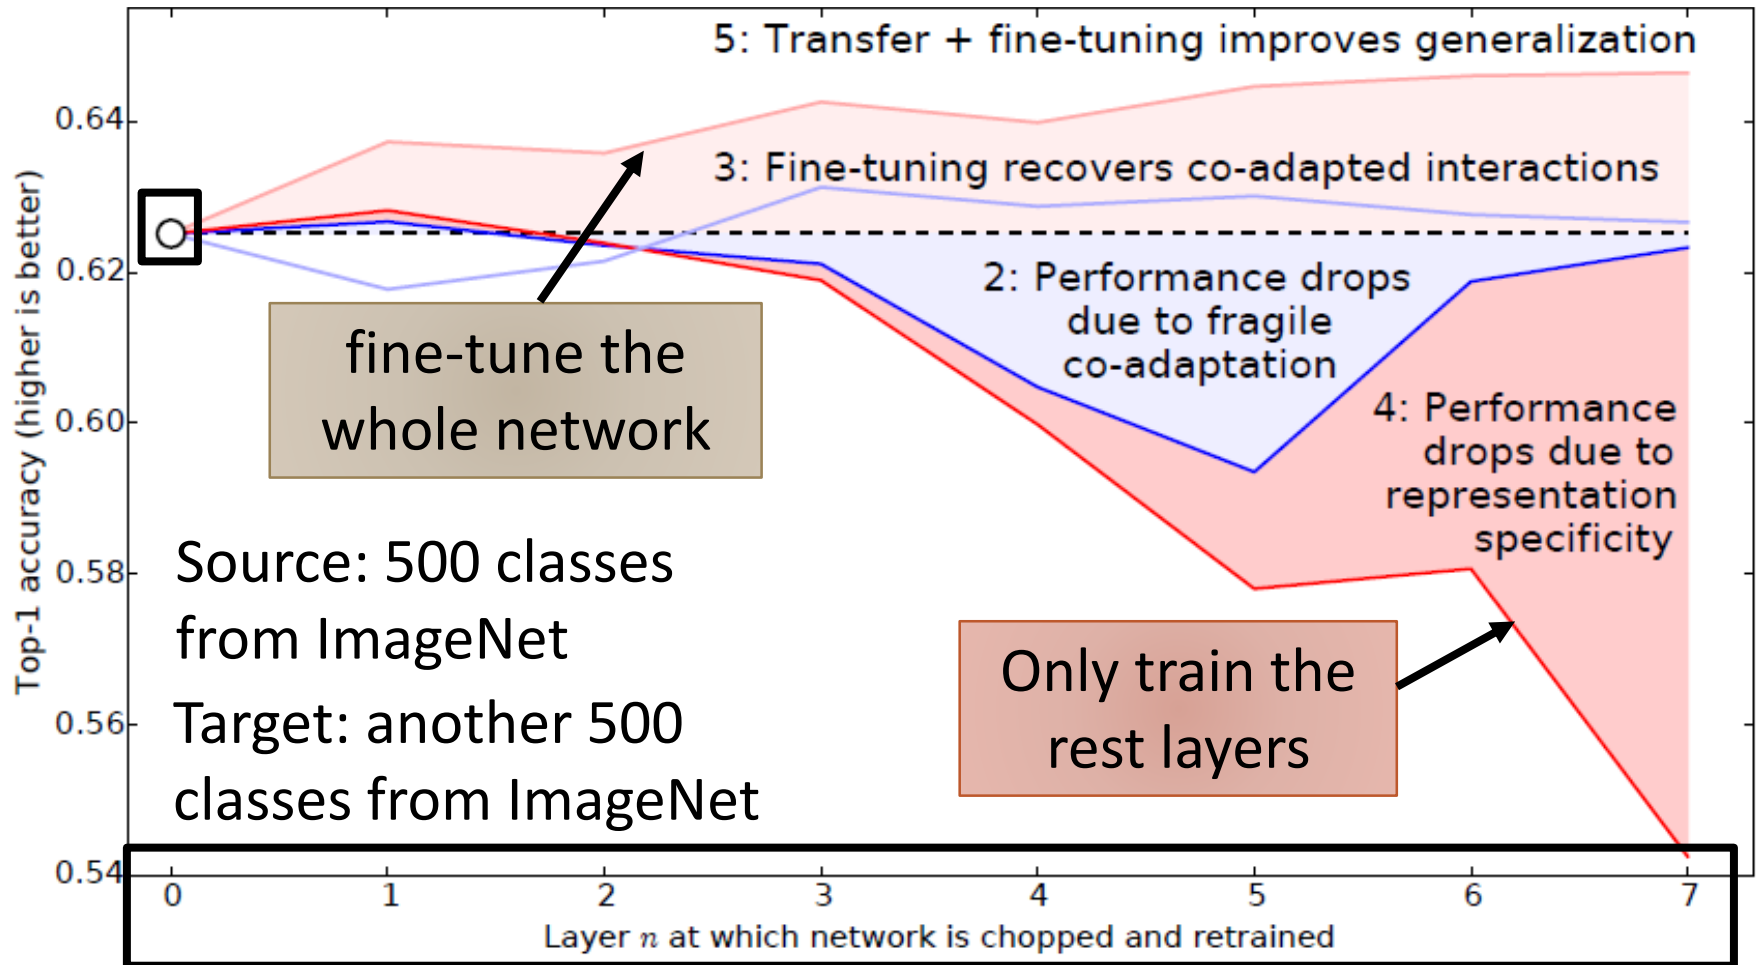 5: Transfer + fine-tuning improves generalization
3: Fine-tuning recovers co-adapted interactions
2: Performance drops
due to fragile
co-adaptation
4: Performance
drops due to
representation
specificity
fine-tune the
whole network
Source: 500 classes
from ImageNet
Target: another 500
classes from ImageNet
Only train the
rest layers
Top-1 accuracy (higher is better)
0.64
0.62
0.60
0.58
0.56
0.54
0 1 2 3 4 5 6 7
Layer n at which network is chopped and retrained